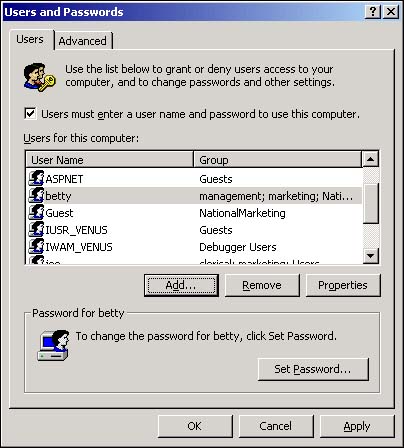 Users and Passwords
Users
Advanced
Use the list below to grant or deny users access to your
computer, and to change passwords and other settings.
Users must enter a user name and password to use this computer.
Users for this computer:
User Name Group
ASPNET Guests
betty management; marketing; Nati...
Guest NationalMarketing
IUSR_VENUS Guests
IWAM_VENUS Debugger Users
joe clerical; marketing; Users
Add... Remove Properties
Password for betty
To change the password for betty, click Set Password.
Set Password...
OK Cancel Apply